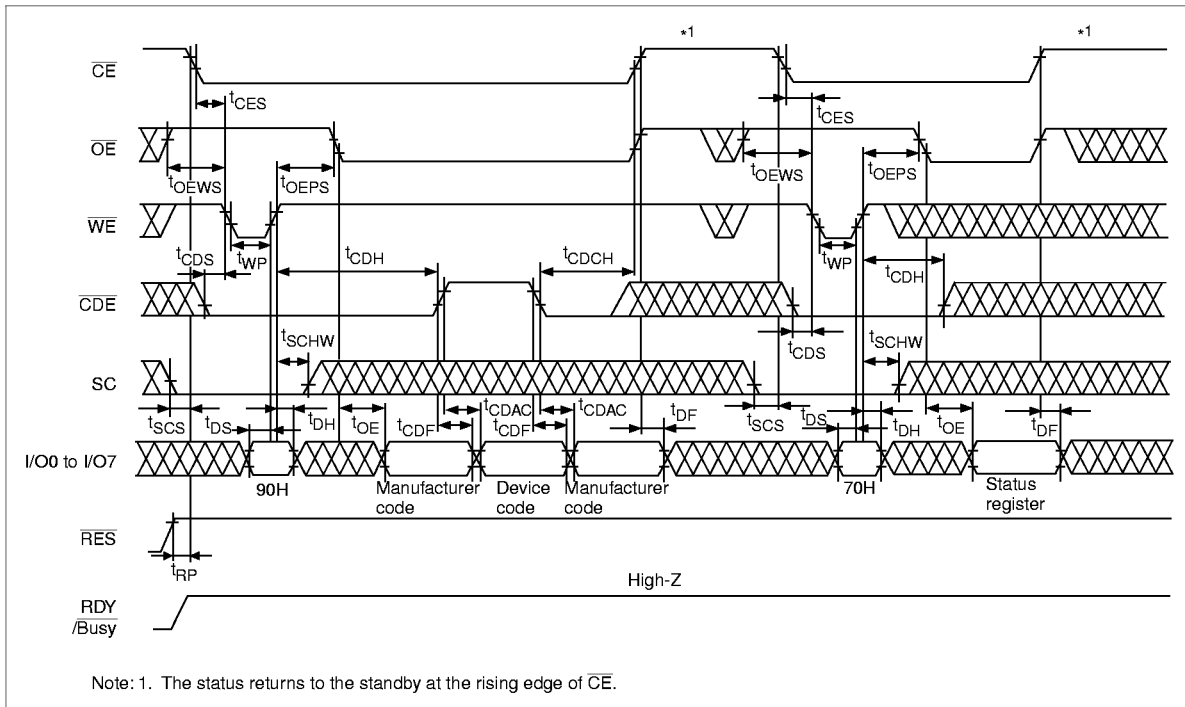 *1 *1
CE
tCES tCES
OE
tOEWS tOEPS tOEWS tOEPS
WE
tCDS tWP tCDH tCDCH tWP tCDH
CDE
tSCHW tCDS tSCHW
SC
tSCS tDS tDH tOE tCDAC tCDF tCDAC tCDF tDF tSCS tDS tDH tOE tDF
I/O0 to I/O7
90H Manufacturer code Device code Manufacturer code 70H Status register
RES
tRP
High-Z
RDY
/Busy
Note: 1. The status returns to the standby at the rising edge of CE.